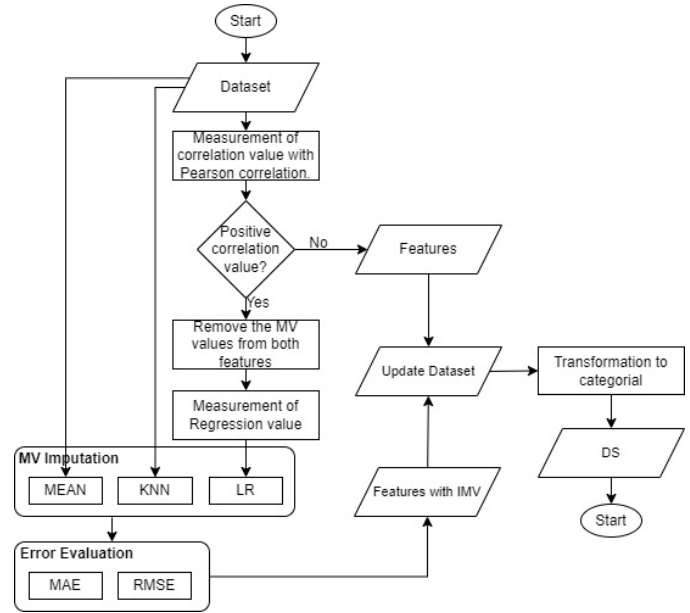 Start
Dataset
Measurement of
correlation value with
Pearson correlation.
Positive
correlation
value?
No
Features
Yes
Remove the MV
values from both
features
Update Dataset
Transformation to
categorial
Measurement of
Regression value
MV Imputation
MEAN
KNN
LR
Features with IMV
DS
Start
Error Evaluation
MAE
RMSE